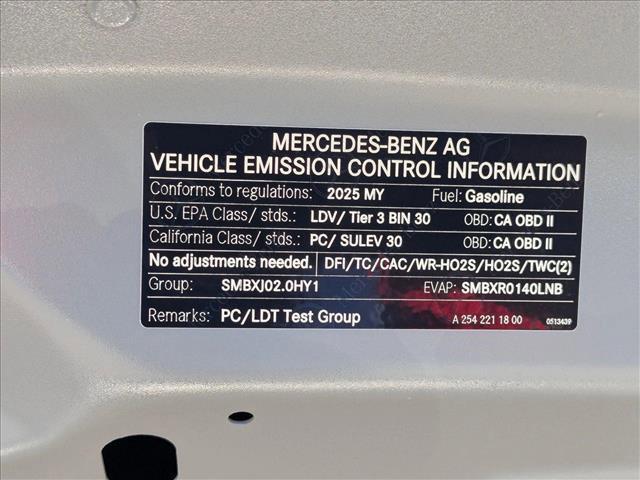 MERCEDES-BENZ AG
VEHICLE EMISSION CONTROL INFORMATION
Conforms to regulations: 2025 MY Fuel: Gasoline
U.S. EPA Class/ stds.: LDV/ Tier 3 BIN 30 OBD: CA OBD II
California Class/ stds.: PC/ SULEV 30 OBD: CA OBD II
No adjustments needed. DFI/TC/CAC/WR-HO2S/HO2S/TWC(2)
Group: SMBXJ02.0HY1 EVAP: SMBXR0140LNB
Remarks: PC/LDT Test Group A 254 221 18 00 0513439